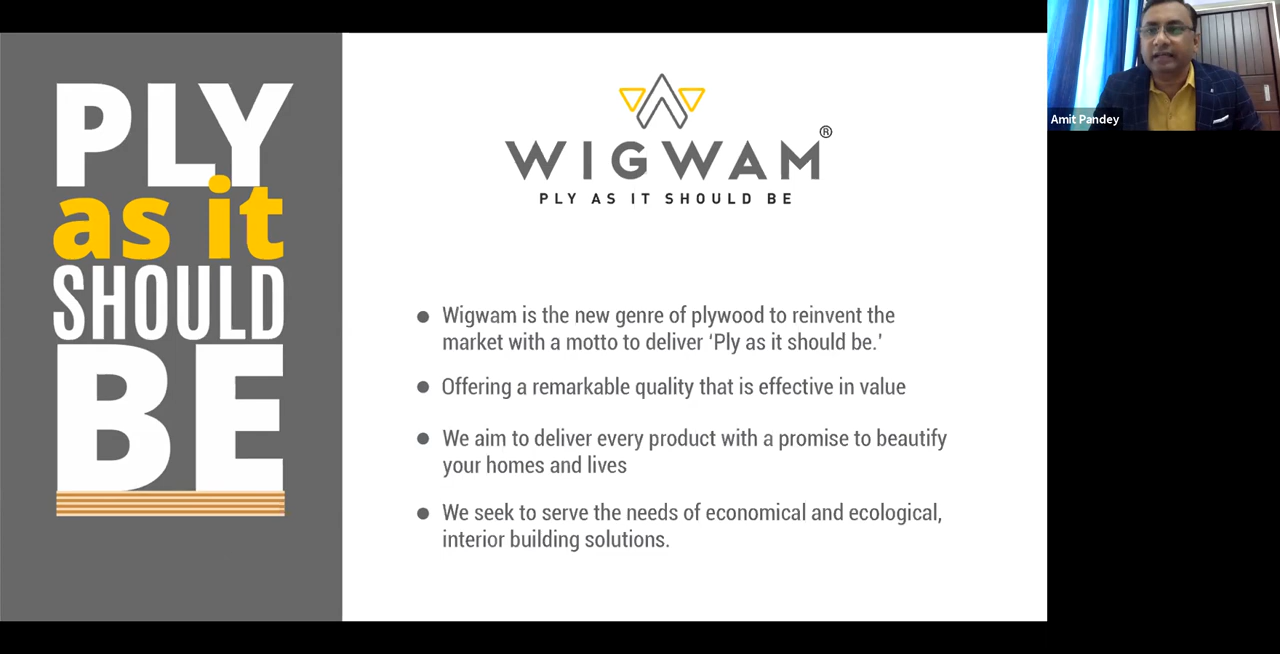 PLY
as it
SHOULD
BE
WIGWAM®
PLY AS IT SHOULD BE
● Wigwam is the new genre of plywood to reinvent the
market with a motto to deliver ‘Ply as it should be.’
● Offering a remarkable quality that is effective in value
● We aim to deliver every product with a promise to beautify
your homes and lives
● We seek to serve the needs of economical and ecological,
interior building solutions.
Amit Pandey